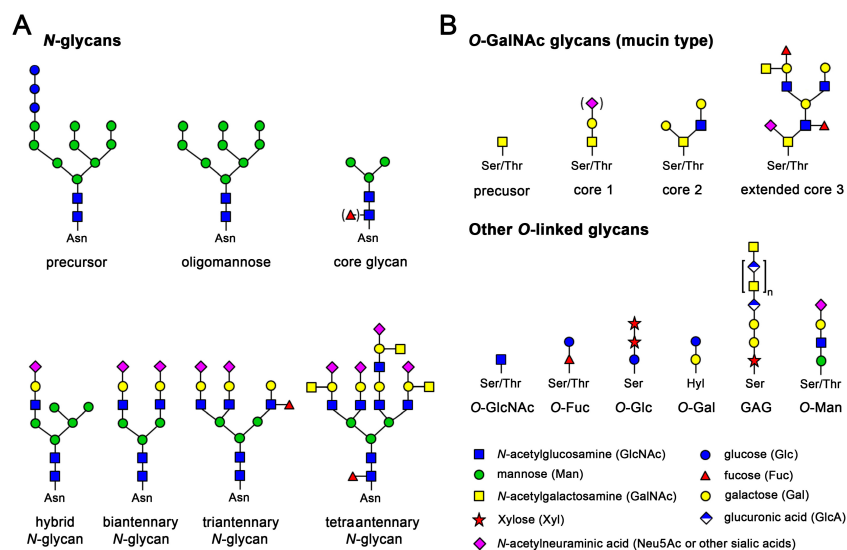 A
N-glycans
Asn
precursor
Asn
oligomannose
( )
Asn
core glycan
Asn
hybrid
N-glycan
Asn
biantennary
N-glycan
Asn
triantennary
N-glycan
Asn
tetraantennary
N-glycan
B
O-GalNAc glycans (mucin type)
Ser/Thr
precusor
( )
Ser/Thr
core 1
Ser/Thr
core 2
Ser/Thr
extended core 3
Other O-linked glycans
Ser/Thr
O-GlcNAc
Ser/Thr
O-Fuc
Ser
O-Glc
Hyl
O-Gal
[ ]n
Ser
GAG
Ser/Thr
O-Man
N-acetylglucosamine (GlcNAc)
mannose (Man)
N-acetylgalactosamine (GalNAc)
Xylose (Xyl)
N-acetylneuraminic acid (Neu5Ac or other sialic acids)
glucose (Glc)
fucose (Fuc)
galactose (Gal)
glucuronic acid (GlcA)